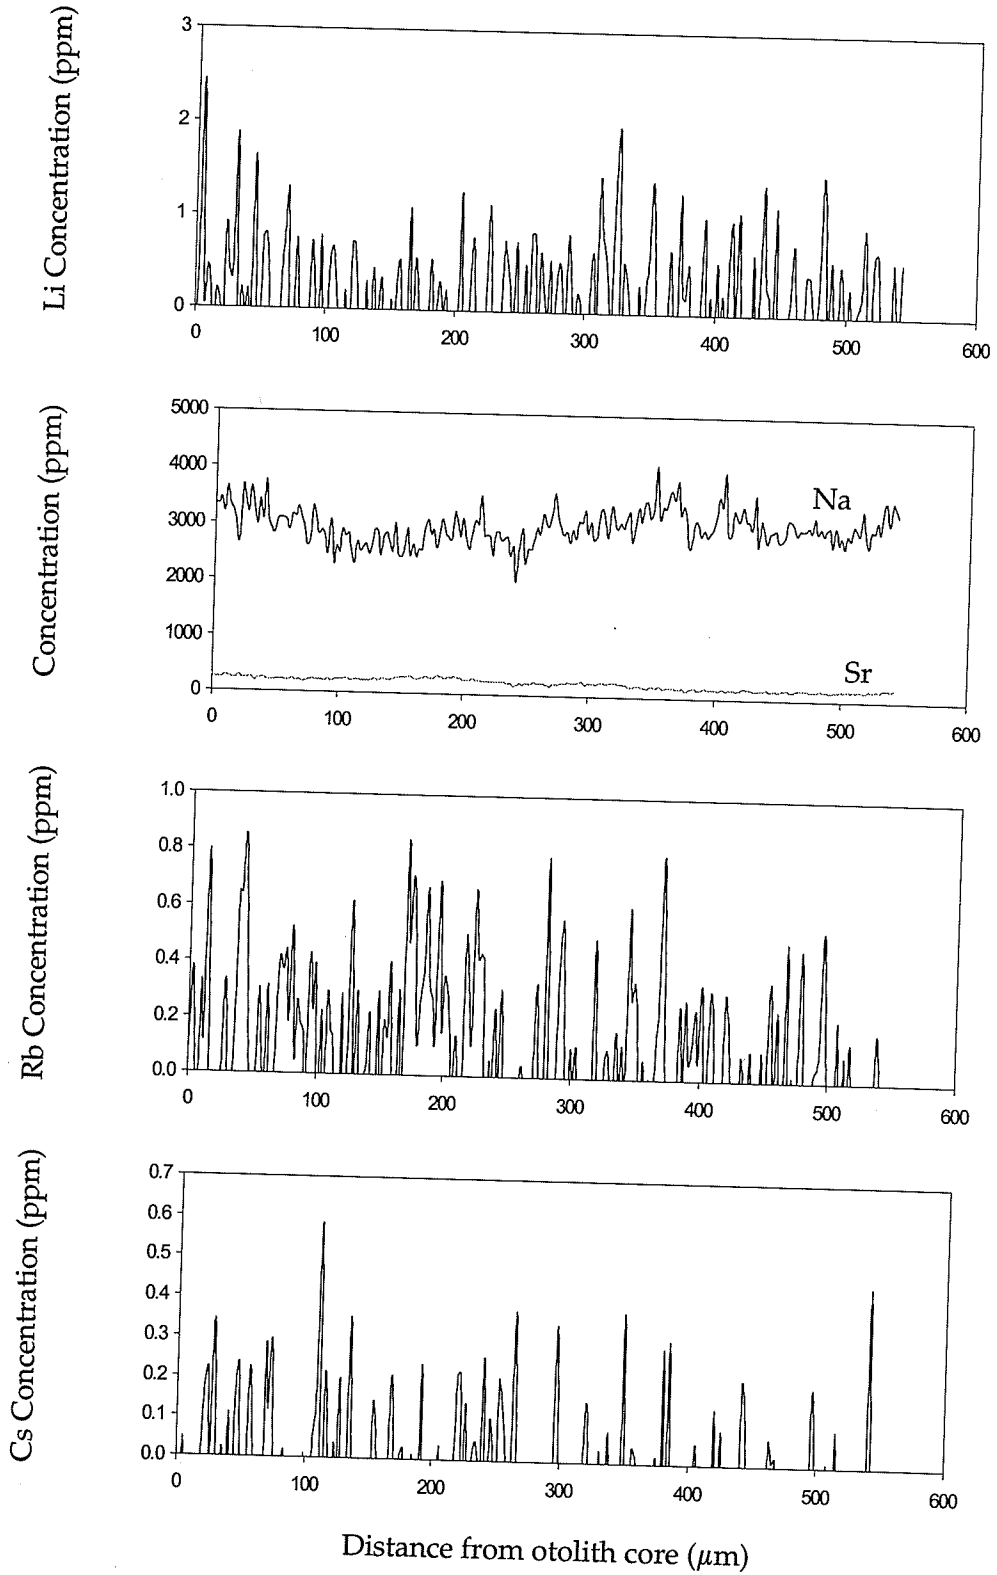 Li Concentration (ppm)
3
2
1
0
0 100 200 300 400 500 600
Concentration (ppm)
5000
4000
3000
2000
1000
0
Na
Sr
0 100 200 300 400 500 600
Rb Concentration (ppm)
1.0
0.8
0.6
0.4
0.2
0.0
0 100 200 300 400 500 600
Cs Concentration (ppm)
0.7
0.6
0.5
0.4
0.3
0.2
0.1
0.0
0 100 200 300 400 500 600
Distance from otolith core (μm)